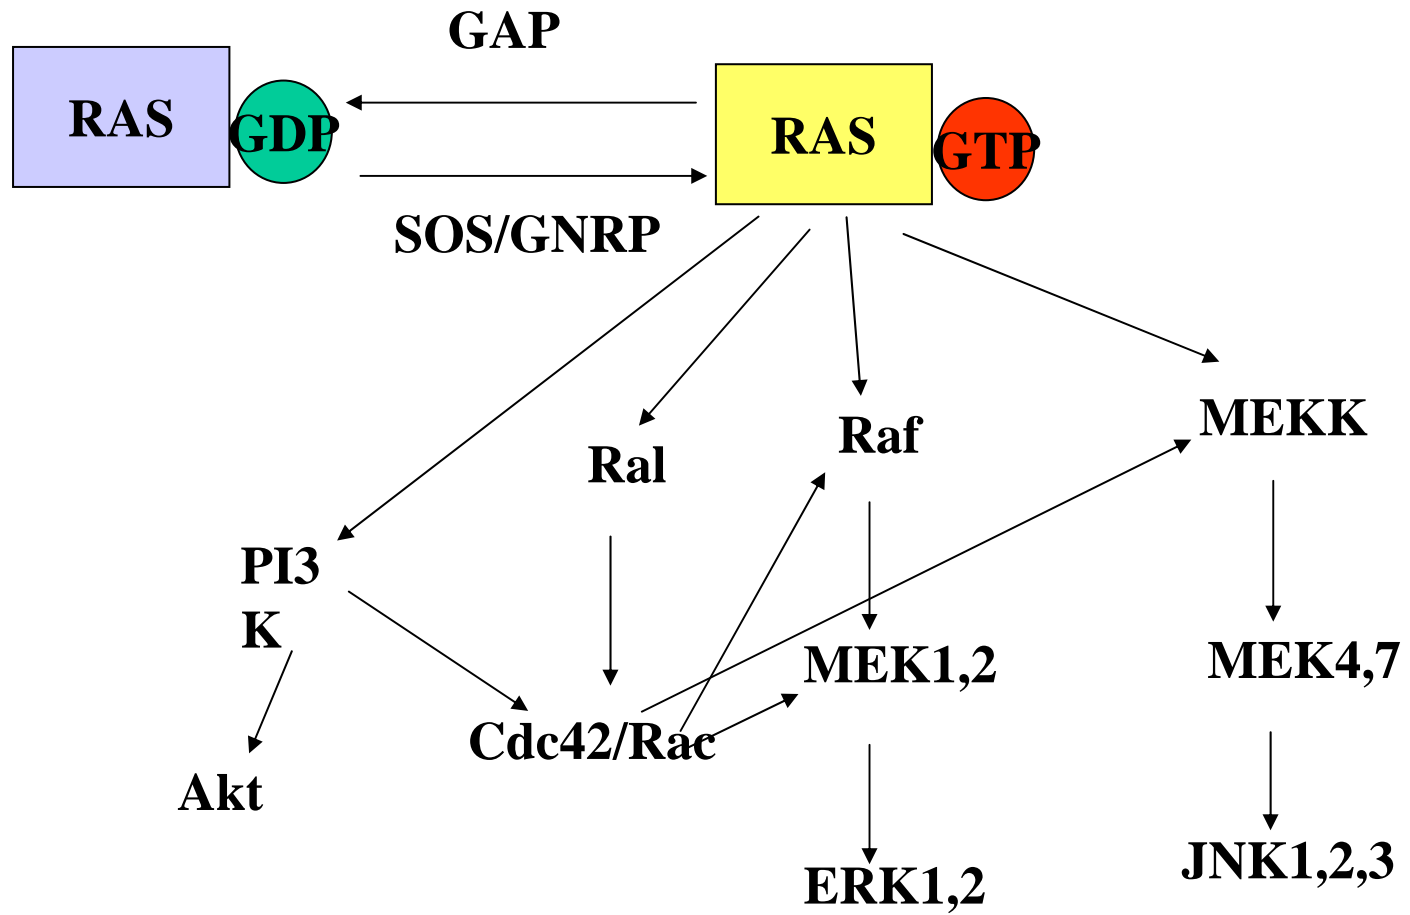 GAP
RAS
GDP
RAS
GTP
SOS/GNRP
MEKK
Raf
Ral
PI3
K
MEK1,2
MEK4,7
Cdc42/Rac
Akt
JNK1,2,3
ERK1,2